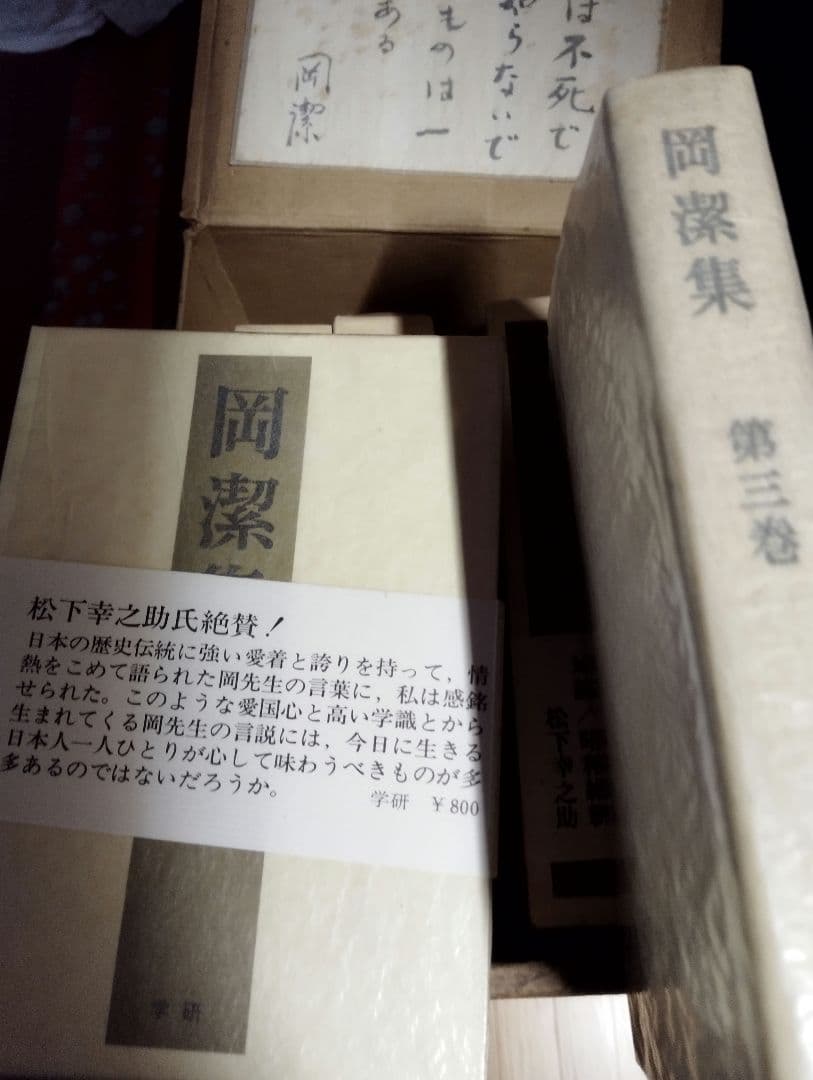 は不死で
らないで
ものは一
ある
岡潔
岡潔集
第三巻
岡潔
松下幸之助氏絶賛!
日本の歴史伝統に強い愛着と誇りを持って，情
熱をこめて語られた岡先生の言葉に，私は感銘
せられた。このような愛国心と高い学識とから
生まれてくる岡先生の言説には，今日に生きる
日本人一人ひとりが心して味わうべきものが多
多あるのではないだろうか。
学研 ￥800
学研
松下幸之助